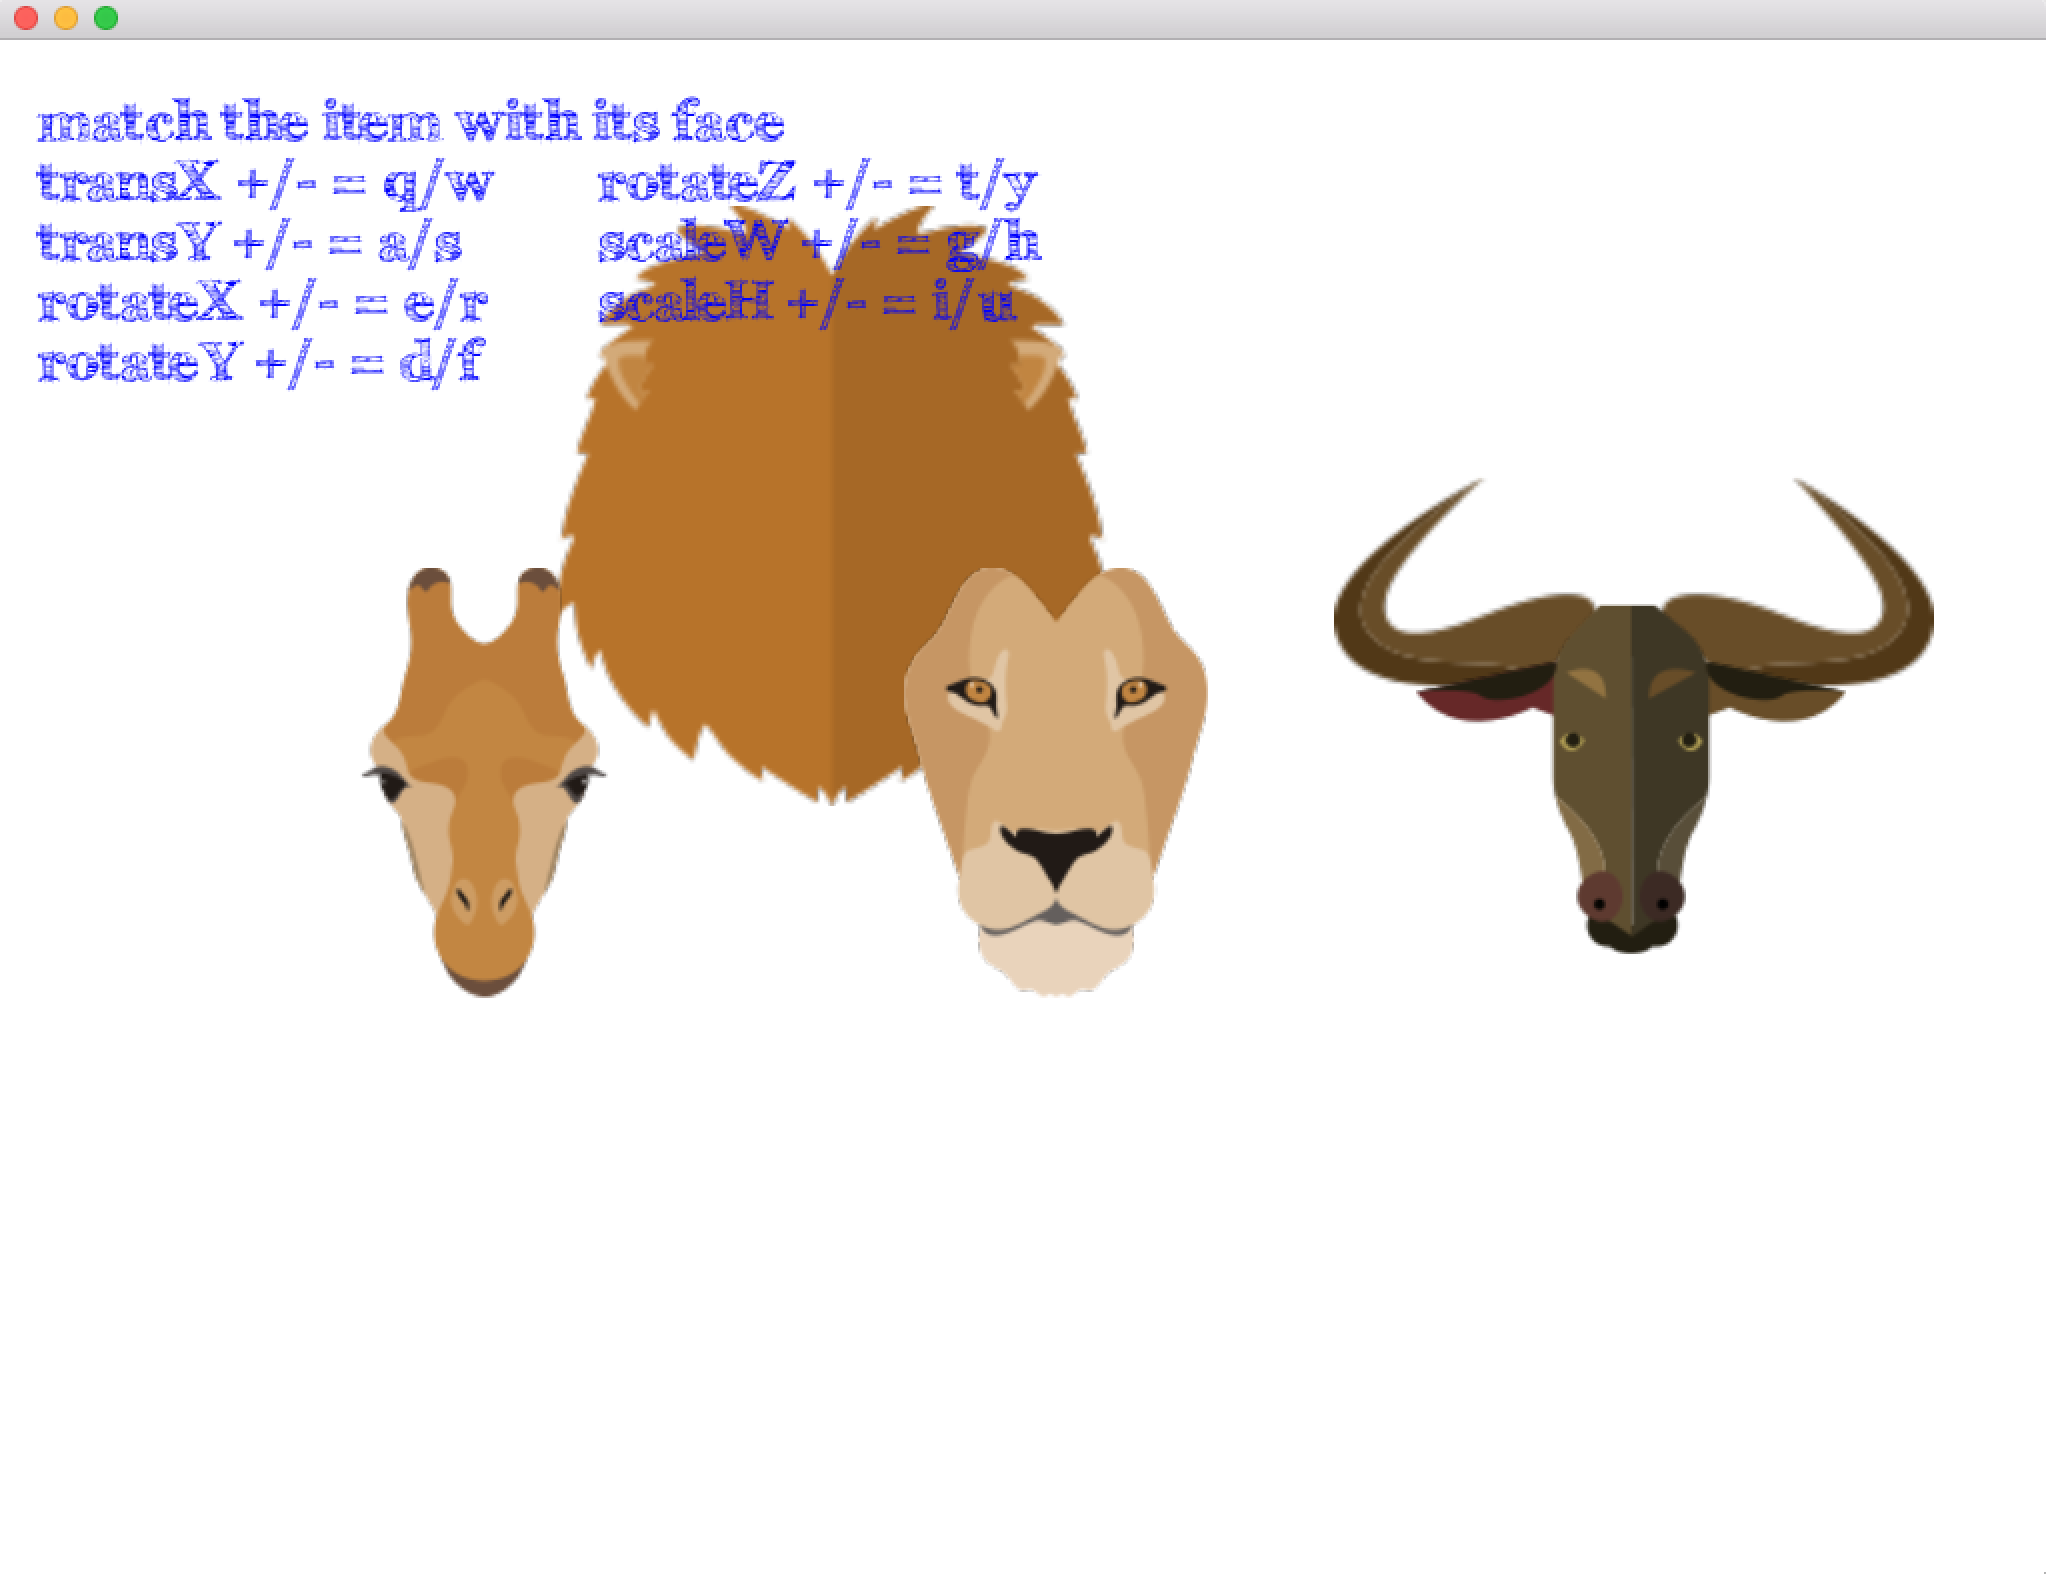 match the item with its face
transX +/- = q/w rotateZ +/- = t/y
transY +/- = a/s scaleW +/- = g/h
rotateX +/- = e/r scaleH +/- = i/u
rotateY +/- = d/f